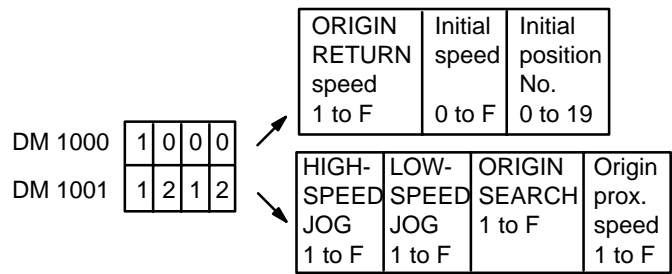 ORIGIN RETURN speed 1 to F
Initial speed 0 to F
Initial position No. 0 to 19
DM 1000 1 0 0 0
DM 1001 1 2 1 2
HIGH-SPEED JOG 1 to F
LOW-SPEED JOG 1 to F
ORIGIN SEARCH 1 to F
Origin prox. speed 1 to F